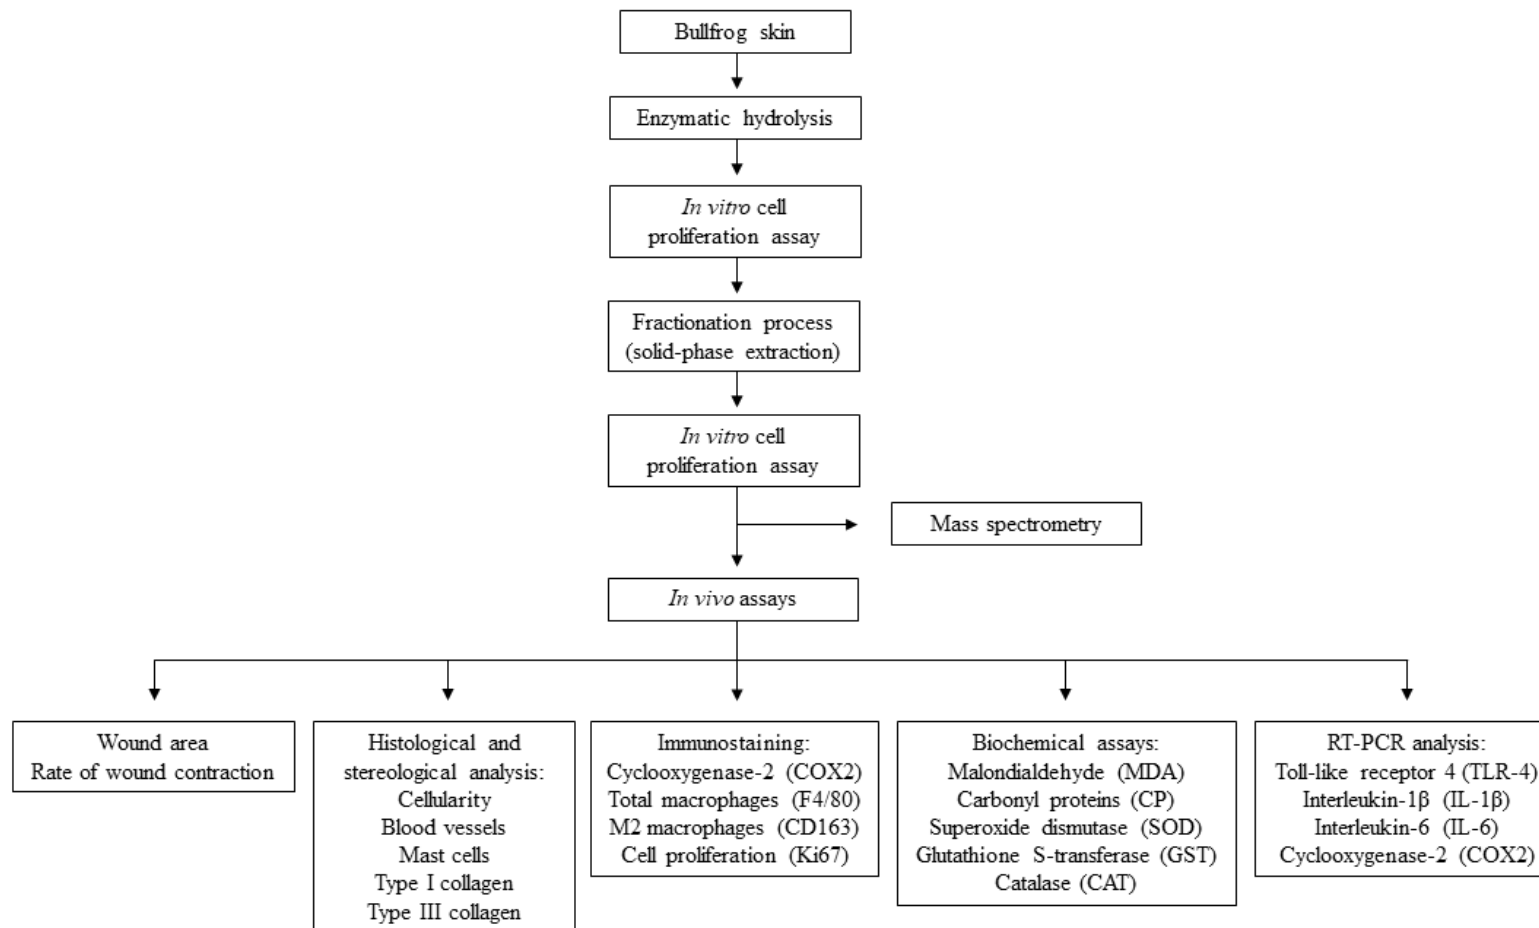 Bullfrog skin
Enzymatic hydrolysis
In vitro cell
proliferation assay
Fractionation process
(solid-phase extraction)
In vitro cell
proliferation assay
Mass spectrometry
In vivo assays
Wound area
Rate of wound contraction
Histological and
stereological analysis:
Cellularity
Blood vessels
Mast cells
Type I collagen
Type III collagen
Immunostaining:
Cyclooxygenase-2 (COX2)
Total macrophages (F4/80)
M2 macrophages (CD163)
Cell proliferation (Ki67)
Biochemical assays:
Malondialdehyde (MDA)
Carbonyl proteins (CP)
Superoxide dismutase (SOD)
Glutathione S-transferase (GST)
Catalase (CAT)
RT-PCR analysis:
Toll-like receptor 4 (TLR-4)
Interleukin-1β (IL-1β)
Interleukin-6 (IL-6)
Cyclooxygenase-2 (COX2)